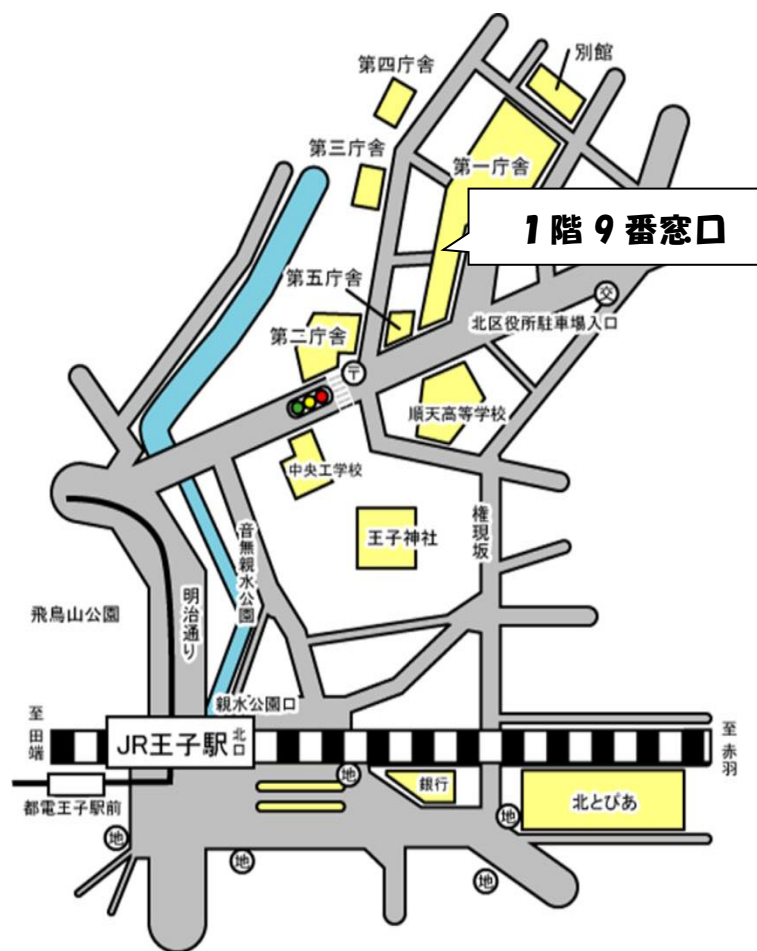 別館
第四庁舎
第三庁舎
第一庁舎
1階9番窓口
第五庁舎
交
北区役所駐車場入口
第二庁舎
〒
順天高等学校
中央工学校
王子神社
権現坂
音無親水公園
明治通り
飛鳥山公園
親水公園口
至田端
JR王子駅
北口
至赤羽
地
銀行
北とぴあ
都電王子駅前
地
地
地
地